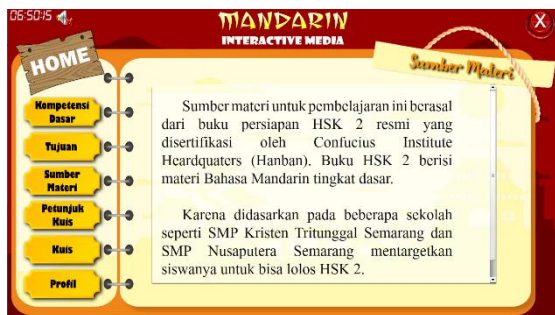 05:50:15
MANDARIN
INTERACTIVE MEDIA
X
HOME
Sumber Materi
Kompetensi
Dasar
Tujuan
Sumber
Materi
Petunjuk
Kuis
Kuis
Profil
Sumber materi untuk pembelajaran ini berasal
dari buku persiapan HSK 2 resmi yang
disertifikasi oleh Confucius Institute
Heardquaters (Hanban). Buku HSK 2 berisi
materi Bahasa Mandarin tingkat dasar.
Karena didasarkan pada beberapa sekolah
seperti SMP Kristen Tritunggal Semarang dan
SMP Nusaputera Semarang mentargetkan
siswanya untuk bisa lolos HSK 2.